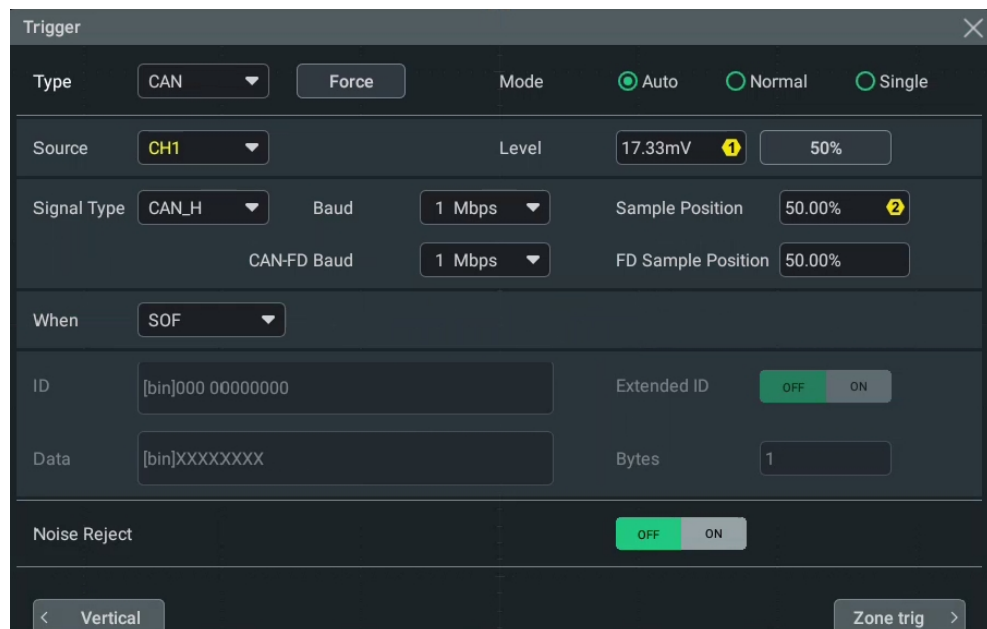 Trigger
Type CAN Force Mode Auto Normal Single
Source CH1 Level 17.33mV 1 50%
Signal Type CAN_H Baud 1 Mbps Sample Position 50.00% 2
CAN-FD Baud 1 Mbps FD Sample Position 50.00%
When SOF
ID [bin]000 00000000 Extended ID OFF ON
Data [bin]XXXXXXXX Bytes 1
Noise Reject OFF ON
< Vertical Zone trig >